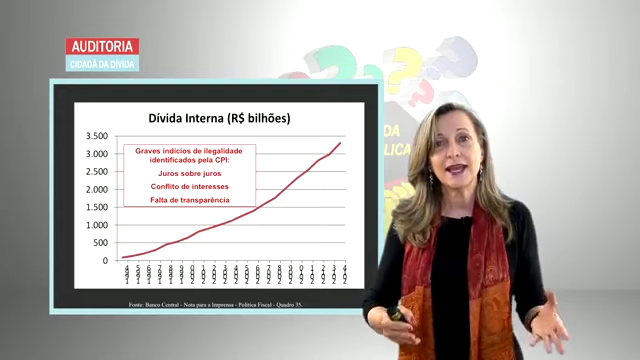 AUDITORIA
CIDADÃ DA DÍVIDA
DA
LICA
Dívida Interna (R$ bilhões)
3.500
3.000
2.500
2.000
1.500
1.000
500
0
Graves indícios de ilegalidade
identificados pela CPI:
Juros sobre juros
Conflito de interesses
Falta de transparência
Fonte: Banco Central - Nota para a Imprensa - Política Fiscal - Quadro 35.